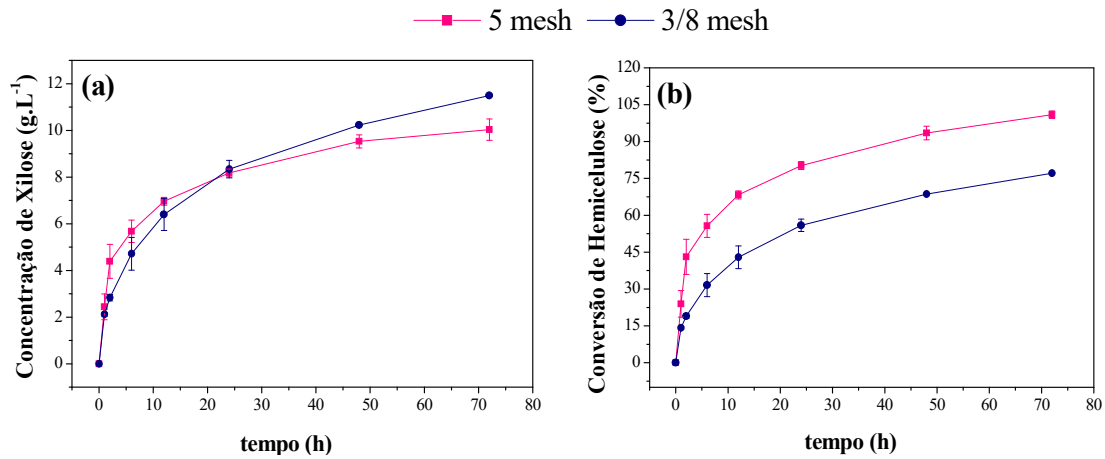 5 mesh 3/8 mesh
(a)
Concentração de Xilose (g.L-1)
12
10
8
6
4
2
0
0 10 20 30 40 50 60 70 80
tempo (h)
(b)
Conversão de Hemicelulose (%)
120
105
90
75
60
45
30
15
0
0 10 20 30 40 50 60 70 80
tempo (h)